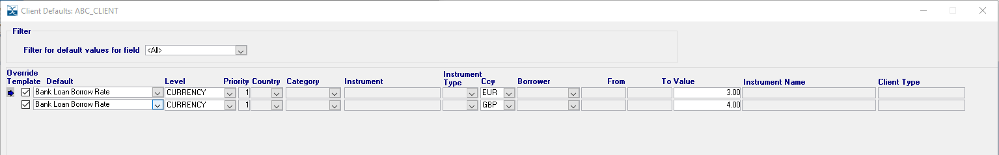 Client Defaults: ABC_CLIENT
Filter
Filter for default values for field <All>
Override Template Default Level Priority Country Category Instrument Instrument Type Ccy Borrower From To Value Instrument Name Client Type
Bank Loan Borrow Rate CURRENCY 1 EUR 3.00
Bank Loan Borrow Rate CURRENCY 1 GBP 4.00